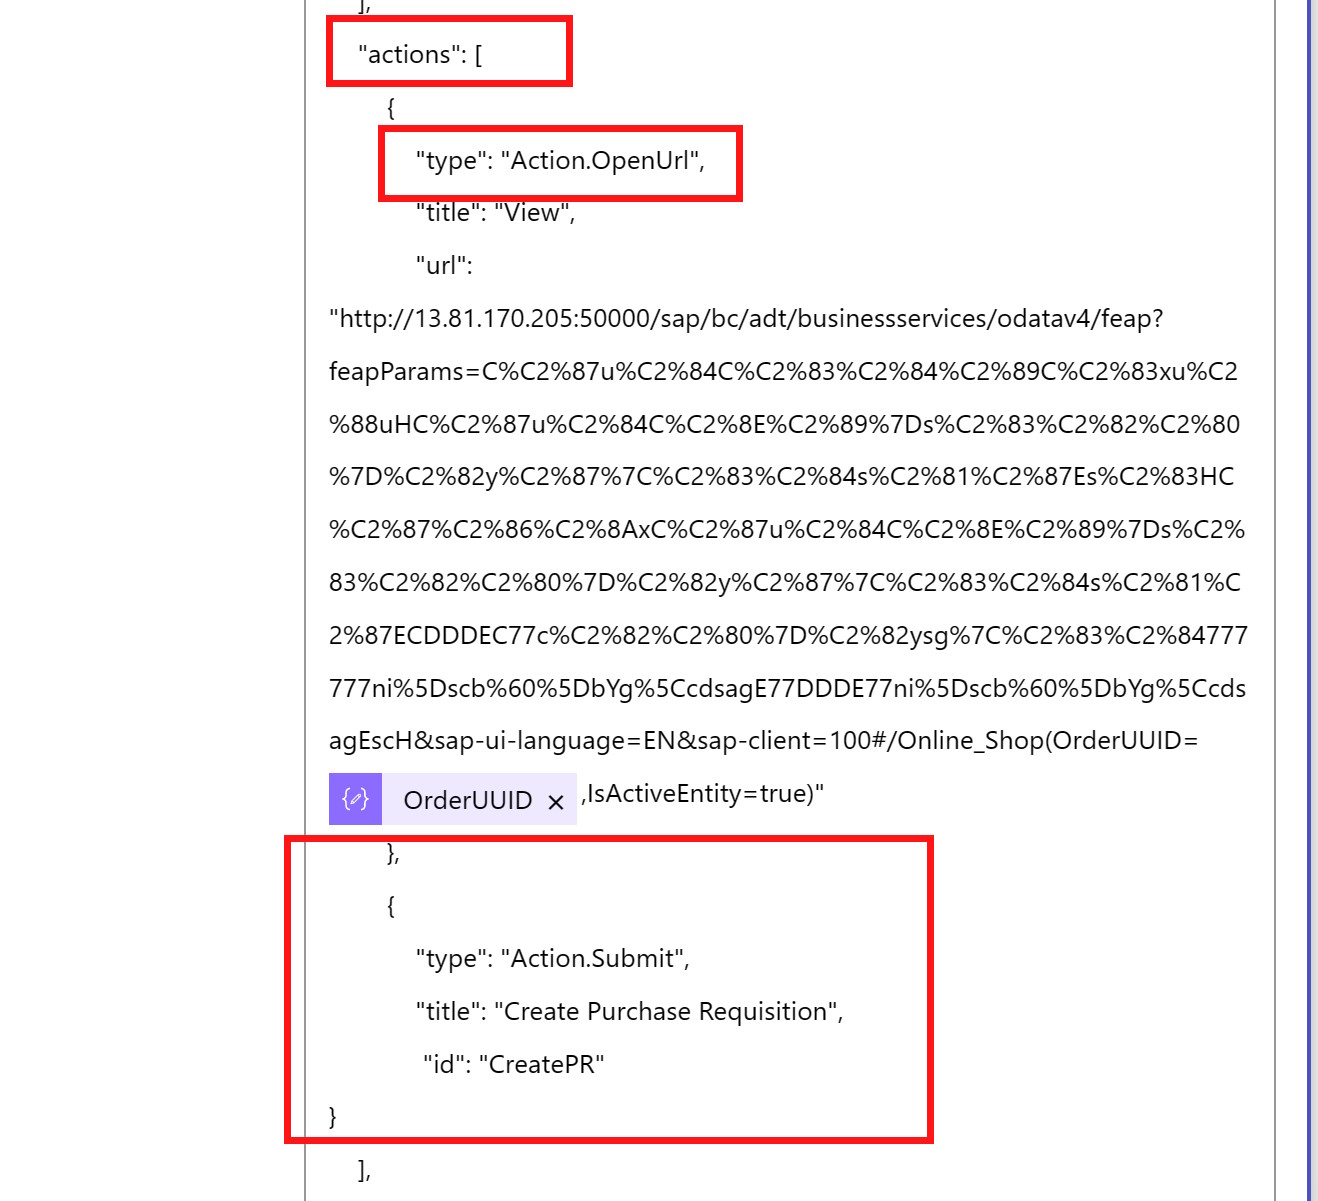 ],
"actions": [
{
"type": "Action.OpenUrl",
"title": "View",
"url":
"http://13.81.170.205:50000/sap/bc/adt/businessservices/odatav4/feap?
feapParams=C%C2%87u%C2%84C%C2%83%C2%84%C2%89C%C2%83xu%C2
%88uHC%C2%87u%C2%84C%C2%8E%C2%89%7Ds%C2%83%C2%82%C2%80
%7D%C2%82y%C2%87%7C%C2%83%C2%84s%C2%81%C2%87Es%C2%83HC
%C2%87%C2%86%C2%8AxC%C2%87u%C2%84C%C2%8E%C2%89%7Ds%C2%
83%C2%82%C2%80%7D%C2%82y%C2%87%7C%C2%83%C2%84s%C2%81%C
2%87ECDDDEC77c%C2%82%C2%80%7D%C2%82ysg%7C%C2%83%C2%84777
777ni%5Dscb%60%5DbYg%5CcdsagE77DDDE77ni%5Dscb%60%5DbYg%5Ccds
agEscH&sap-ui-language=EN&sap-client=100#/Online_Shop(OrderUUID=
OrderUUID × ,IsActiveEntity=true)"
},
{
"type": "Action.Submit",
"title": "Create Purchase Requisition",
"id": "CreatePR"
}
],